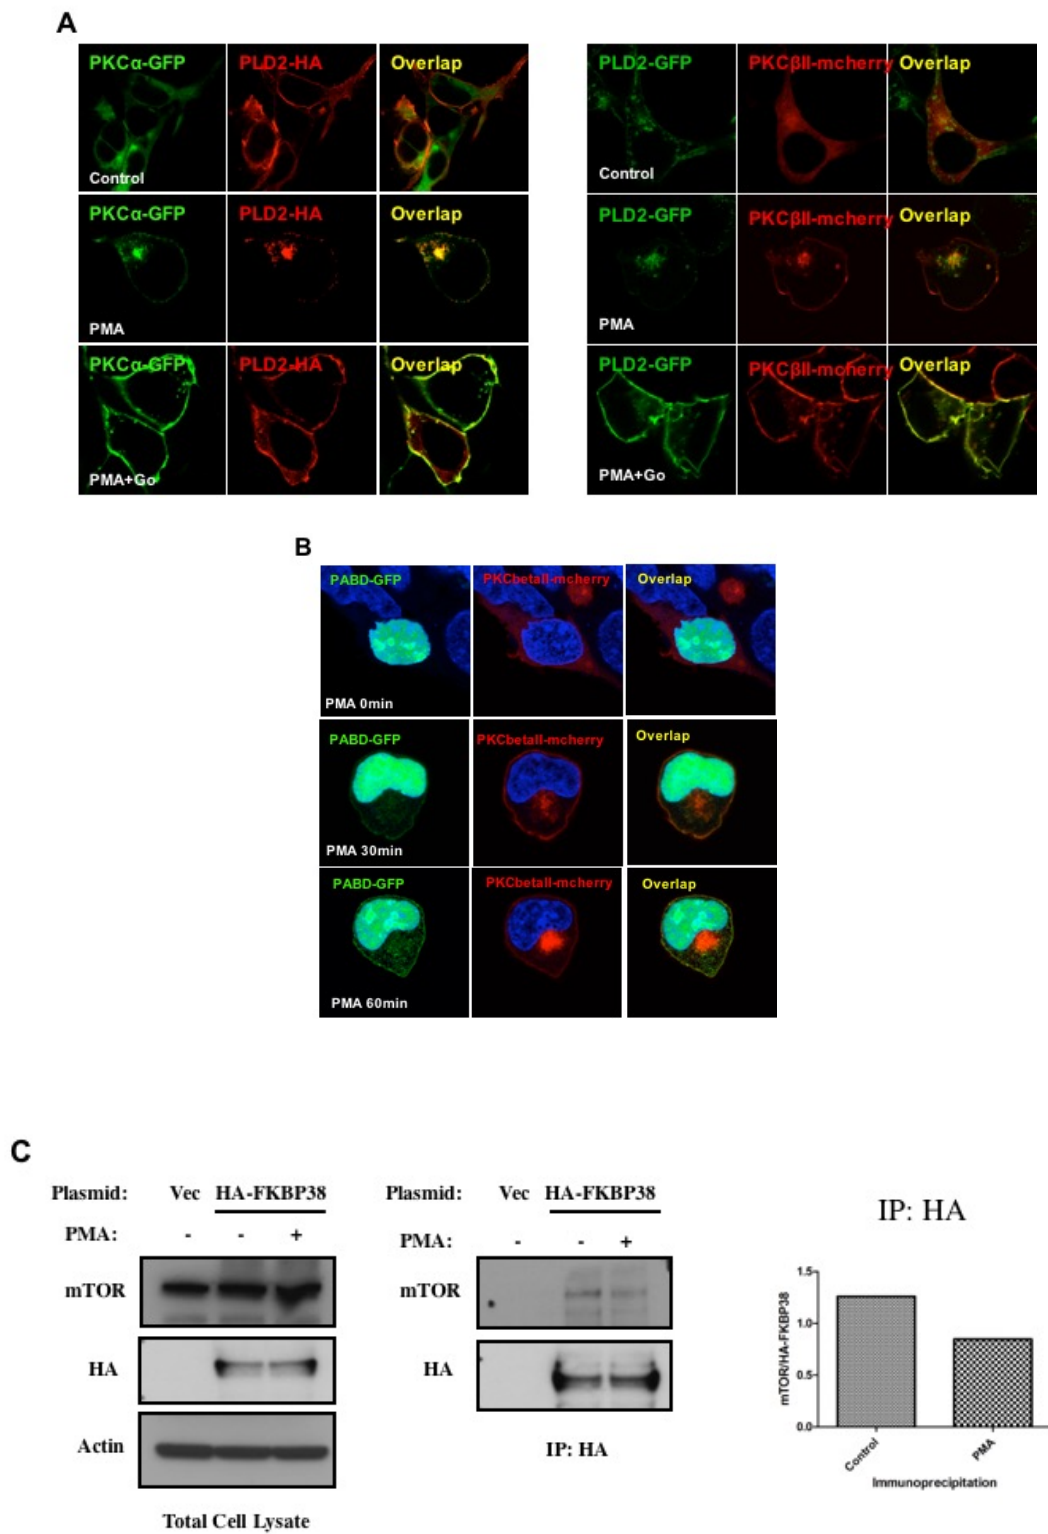 A
PKCα-GFP PLD2-HA Overlap
Control
PKCα-GFP PLD2-HA Overlap
PMA
PKCα-GFP PLD2-HA Overlap
PMA+Go
PLD2-GFP PKCβII-mcherry Overlap
Control
PLD2-GFP PKCβII-mcherry Overlap
PMA
PLD2-GFP PKCβII-mcherry Overlap
PMA+Go
B
PABD-GFP PKCbetaII-mcherry Overlap
PMA 0min
PABD-GFP PKCbetaII-mcherry Overlap
PMA 30min
PABD-GFP PKCbetaII-mcherry Overlap
PMA 60min
C
Plasmid: Vec HA-FKBP38
PMA: - - +
mTOR
HA
Actin
Total Cell Lysate
Plasmid: Vec HA-FKBP38
PMA: - - +
mTOR
HA
IP: HA
IP: HA
mTOR/HA-FKBP38
1.5
1.0
0.5
0.0
Control PMA
Immunoprecipitation